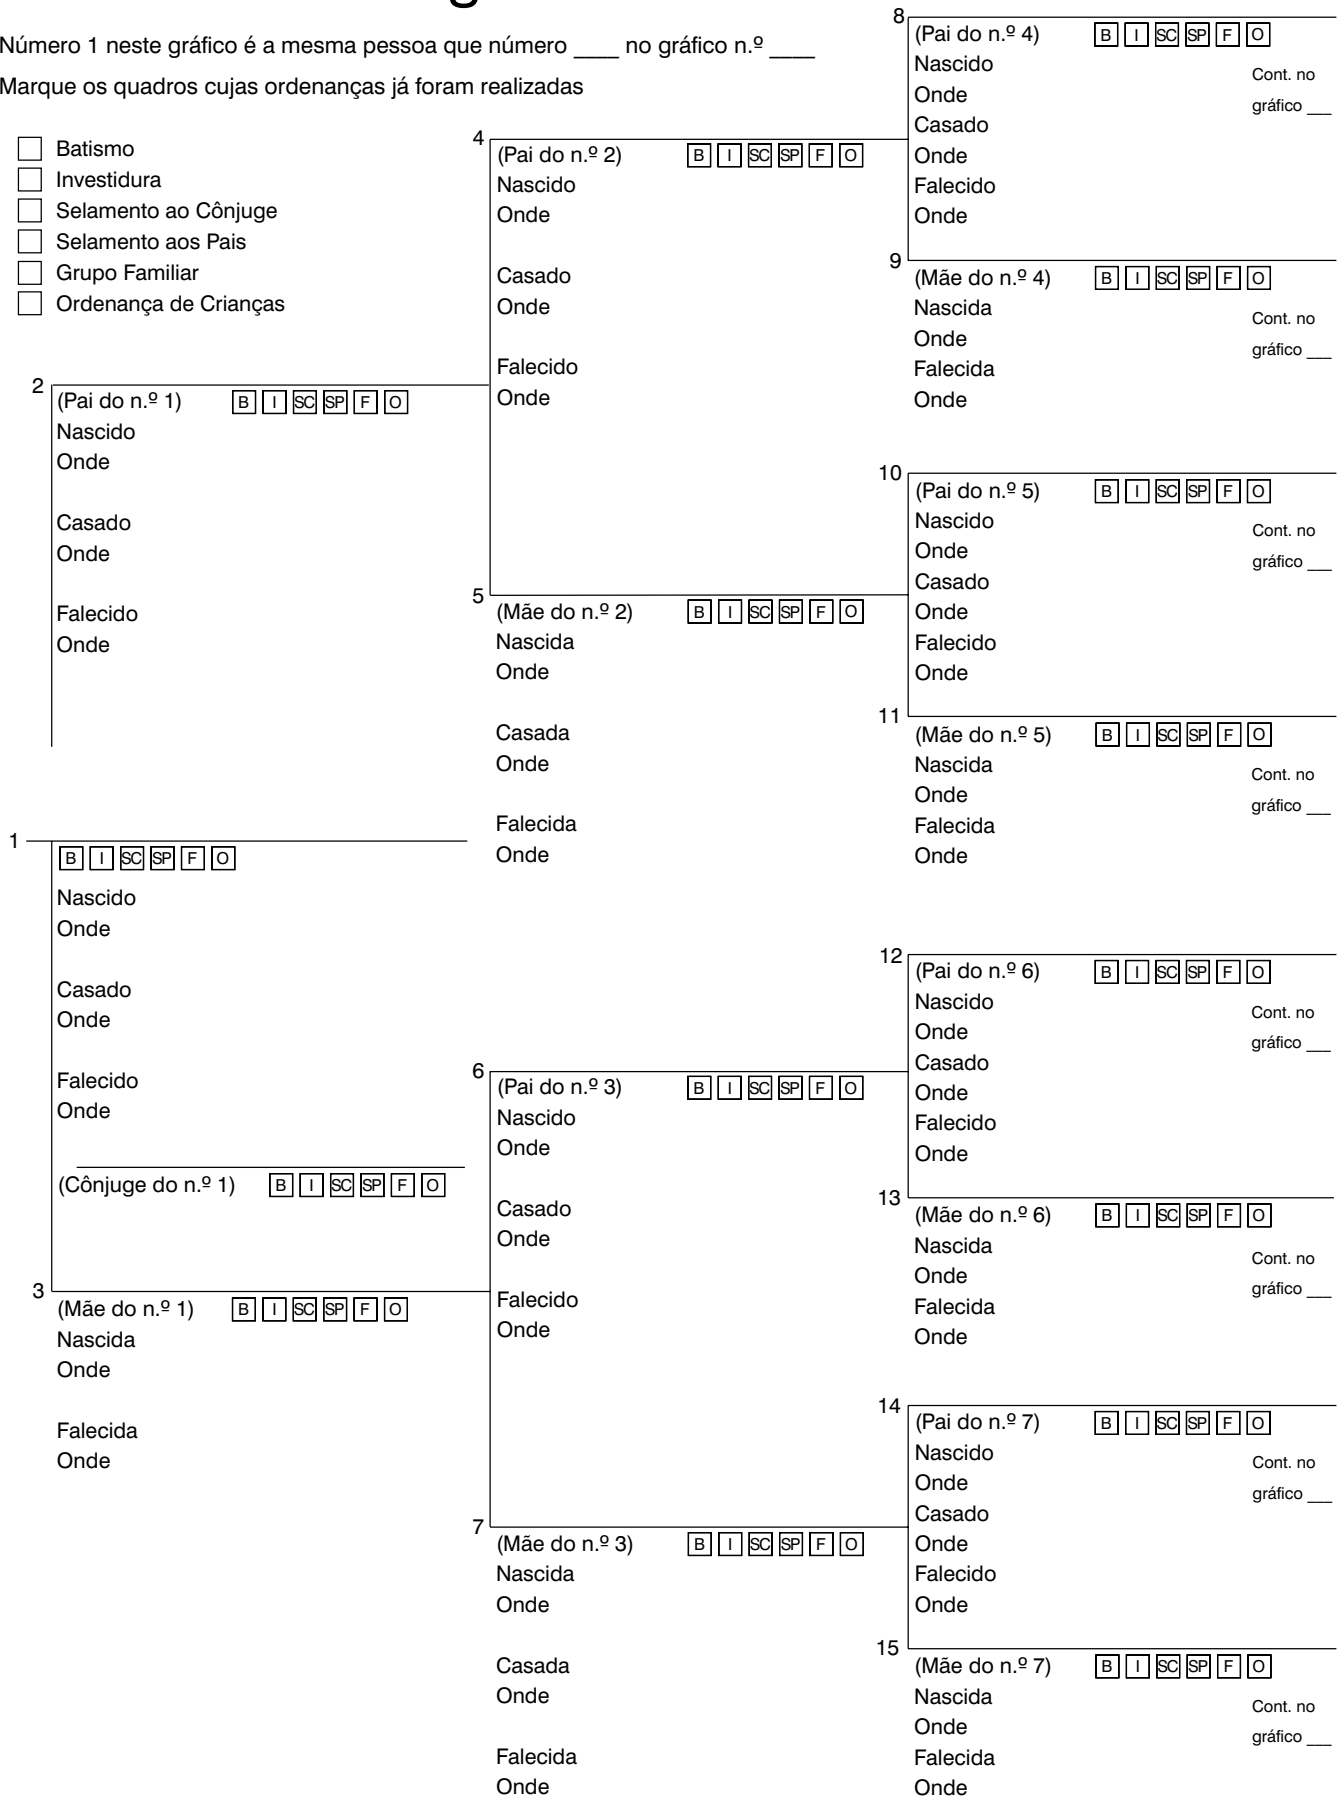 Número 1 neste gráfico é a mesma pessoa que número ____ no gráfico n.º ____
Marque os quadros cujas ordenanças já foram realizadas
Batismo
Investidura
Selamento ao Cônjuge
Selamento aos Pais
Grupo Familiar
Ordenança de Crianças
2
(Pai do n.º 1) B I SC SP F O
Nascido
Onde
Casado
Onde
Falecido
Onde
1
B I SC SP F O
Nascido
Onde
Casado
Onde
Falecido
Onde
(Cônjuge do n.º 1) B I SC SP F O
3
(Mãe do n.º 1) B I SC SP F O
Nascida
Onde
Falecida
Onde
4
(Pai do n.º 2) B I SC SP F O
Nascido
Onde
Casado
Onde
Falecido
Onde
5
(Mãe do n.º 2) B I SC SP F O
Nascida
Onde
Casada
Onde
Falecida
Onde
6
(Pai do n.º 3) B I SC SP F O
Nascido
Onde
Casado
Onde
Falecido
Onde
7
(Mãe do n.º 3) B I SC SP F O
Nascida
Onde
Casada
Onde
Falecida
Onde
8
(Pai do n.º 4) B I SC SP F O
Nascido
Onde
Casado
Onde
Falecido
Onde
Cont. no
gráfico ___
9
(Mãe do n.º 4) B I SC SP F O
Nascida
Onde
Falecida
Onde
Cont. no
gráfico ___
10
(Pai do n.º 5) B I SC SP F O
Nascido
Onde
Casado
Onde
Falecido
Onde
Cont. no
gráfico ___
11
(Mãe do n.º 5) B I SC SP F O
Nascida
Onde
Falecida
Onde
Cont. no
gráfico ___
12
(Pai do n.º 6) B I SC SP F O
Nascido
Onde
Casado
Onde
Falecido
Onde
Cont. no
gráfico ___
13
(Mãe do n.º 6) B I SC SP F O
Nascida
Onde
Falecida
Onde
Cont. no
gráfico ___
14
(Pai do n.º 7) B I SC SP F O
Nascido
Onde
Casado
Onde
Falecido
Onde
Cont. no
gráfico ___
15
(Mãe do n.º 7) B I SC SP F O
Nascida
Onde
Falecida
Onde
Cont. no
gráfico ___